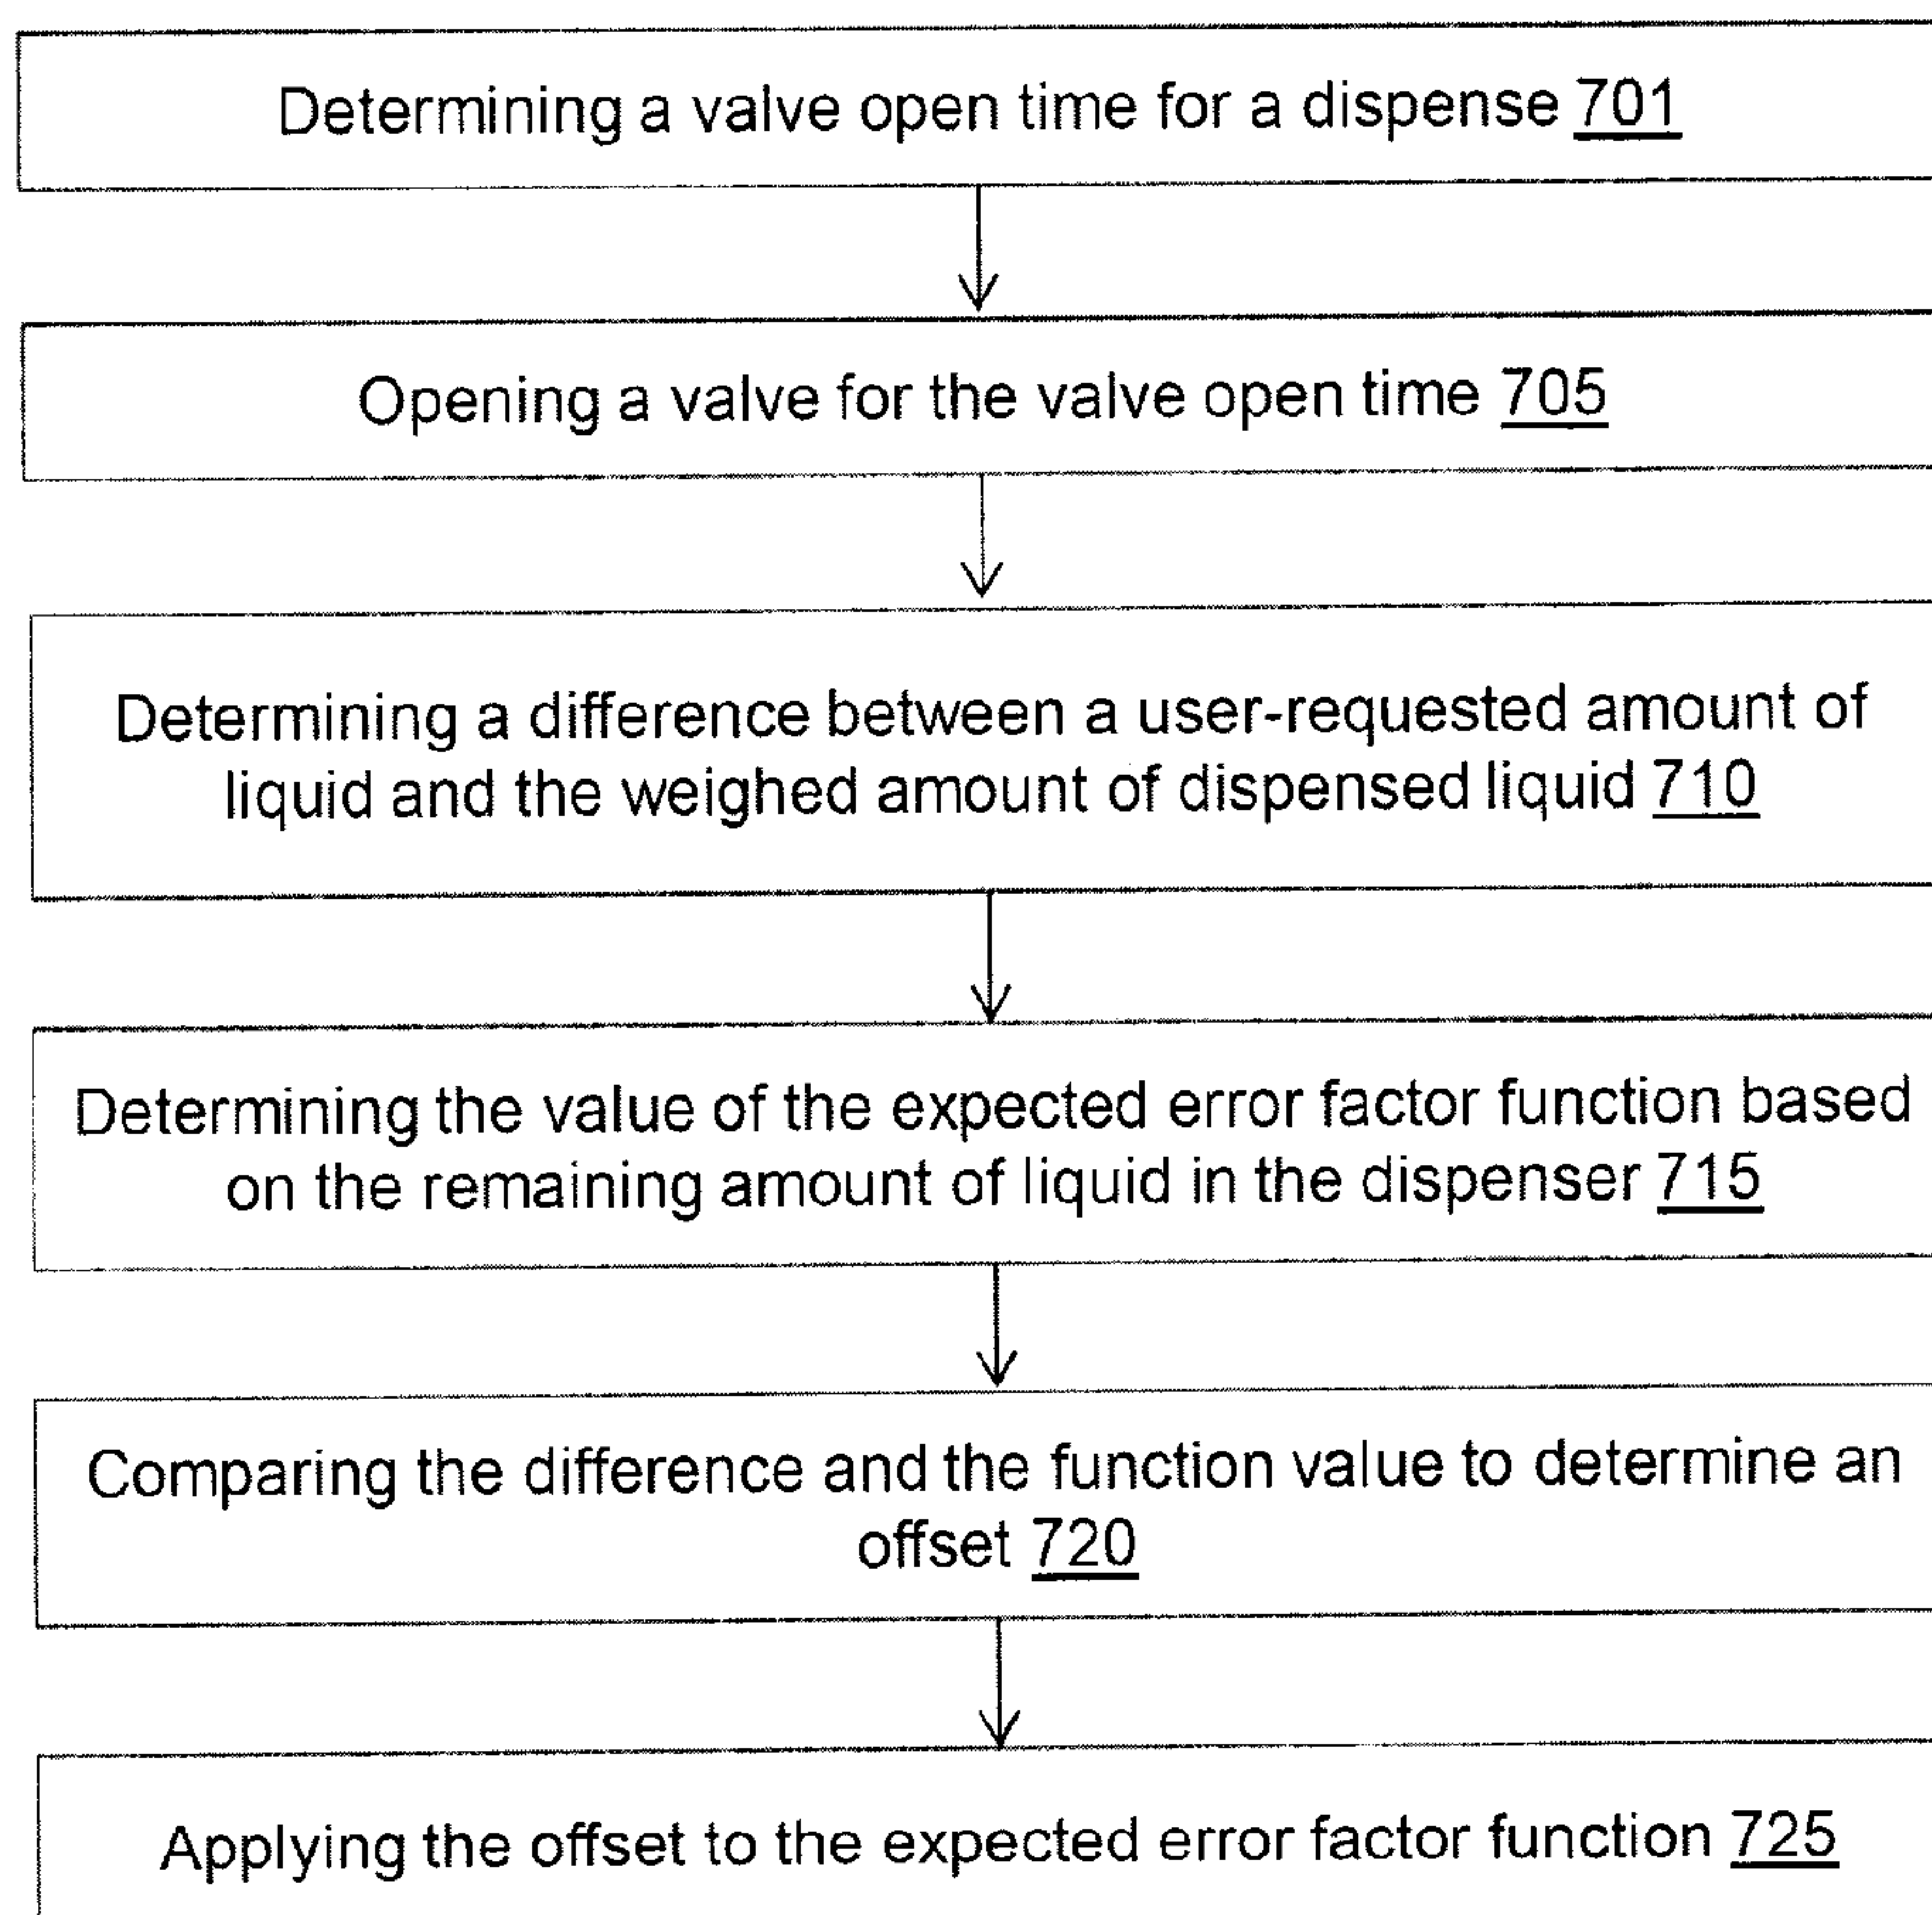 Determining a valve open time for a dispense 701
Opening a valve for the valve open time 705
Determining a difference between a user-requested amount of
liquid and the weighed amount of dispensed liquid 710
Determining the value of the expected error factor function based
on the remaining amount of liquid in the dispenser 715
Comparing the difference and the function value to determine an
offset 720
Applying the offset to the expected error factor function 725